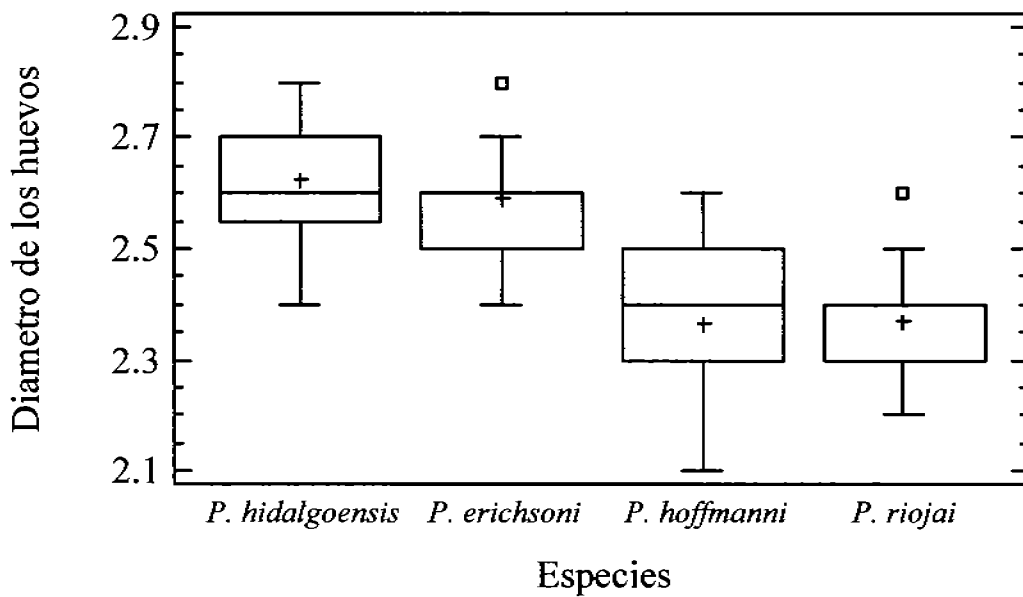 Diametro de los huevos
2.9
2.7
2.5
2.3
2.1
P. hidalgoensis P. erichsoni P. hoffmanni P. riojai
Especies